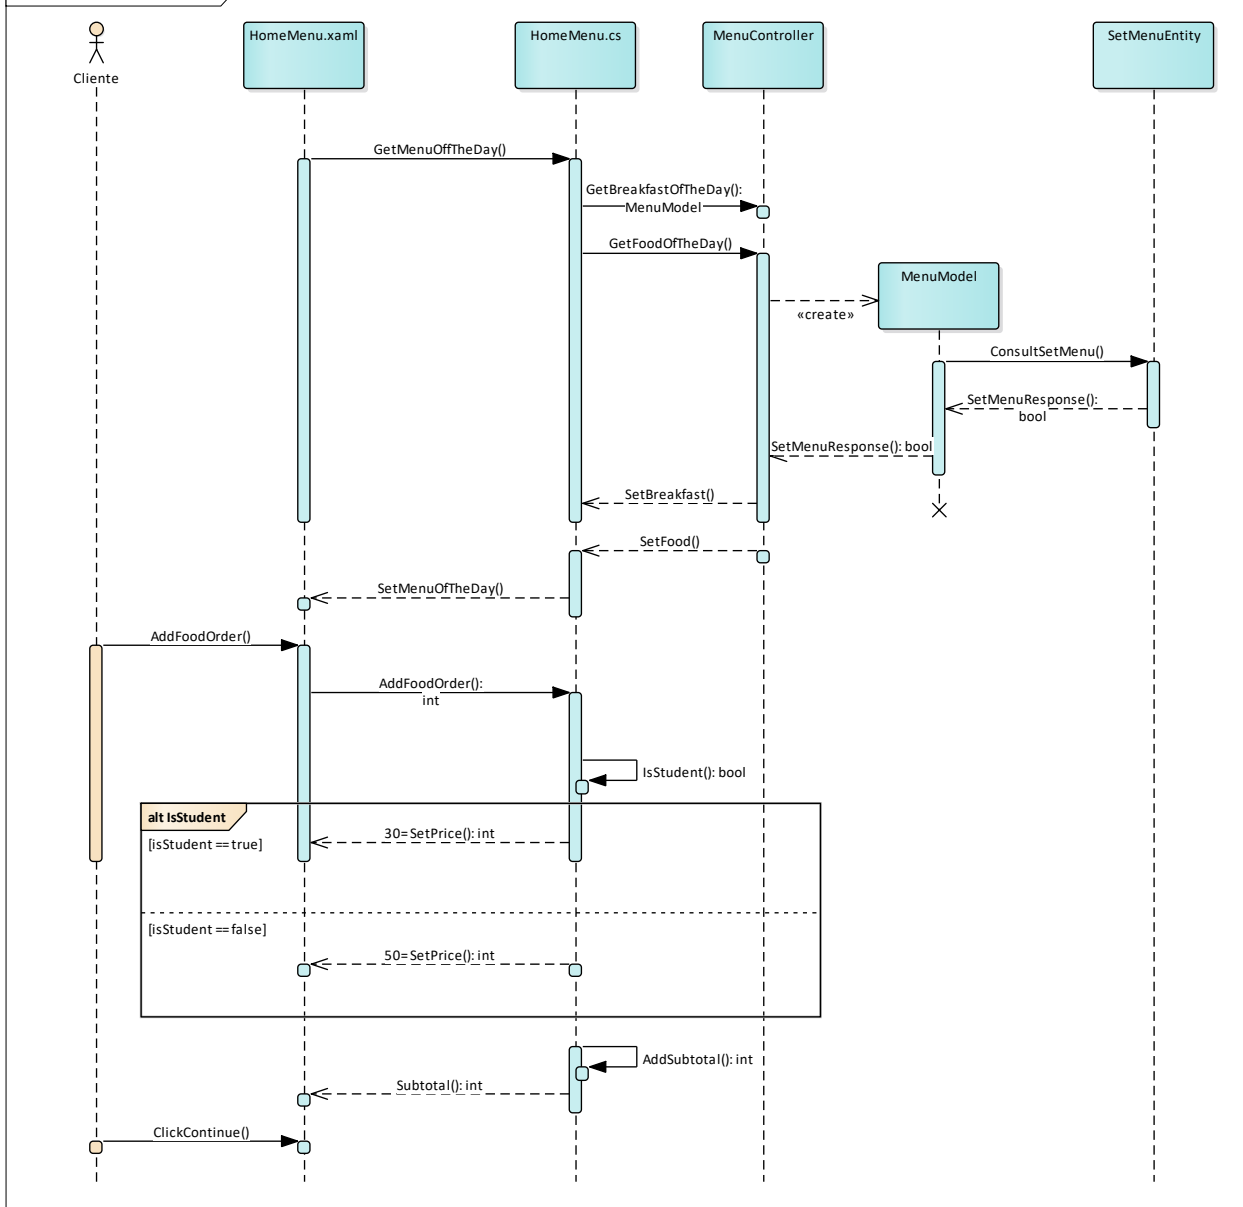 HomeMenu.xaml
HomeMenu.cs
MenuController
SetMenuEntity
Cliente
GetMenuOffTheDay()
GetBreakfastOfTheDay():
MenuModel
GetFoodOfTheDay()
MenuModel
«create»
ConsultSetMenu()
SetMenuResponse():
bool
SetMenuResponse(): bool
SetBreakfast()
SetFood()
SetMenuOfTheDay()
AddFoodOrder()
AddFoodOrder():
int
IsStudent(): bool
alt IsStudent
30=SetPrice(): int
[isStudent == true]
[isStudent == false]
50=SetPrice(): int
AddSubtotal(): int
Subtotal(): int
ClickContinue()